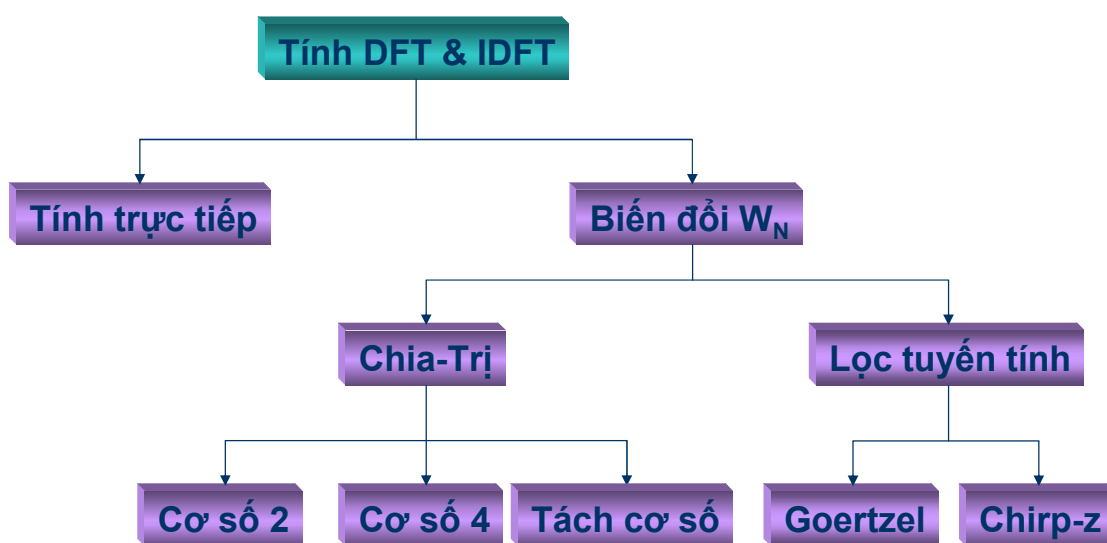 Tính DFT & IDFT
Tính trực tiếp
Biến đổi W_N
Chia-Trị
Lọc tuyến tính
Cơ số 2
Cơ số 4
Tách cơ số
Goertzel
Chirp-z